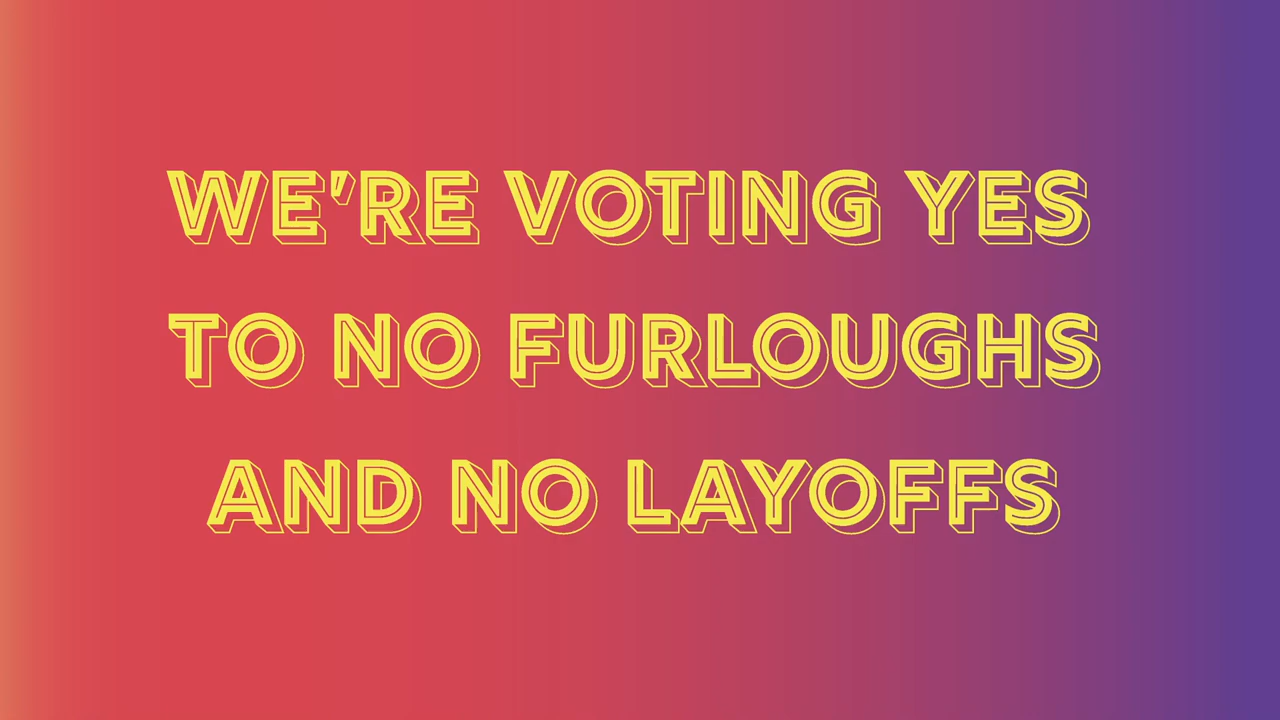 WE'RE VOTING YES
TO NO FURLOUGHS
AND NO LAYOFFS